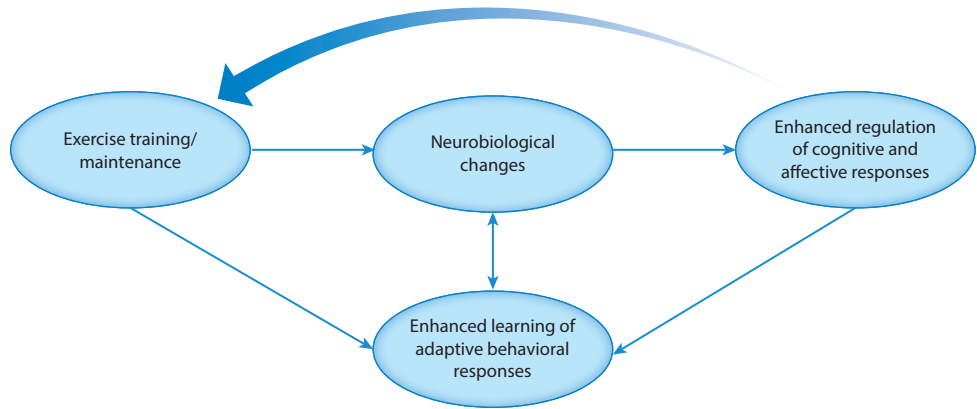 Exercise training/
maintenance
Neurobiological
changes
Enhanced regulation
of cognitive and
affective responses
Enhanced learning of
adaptive behavioral
responses